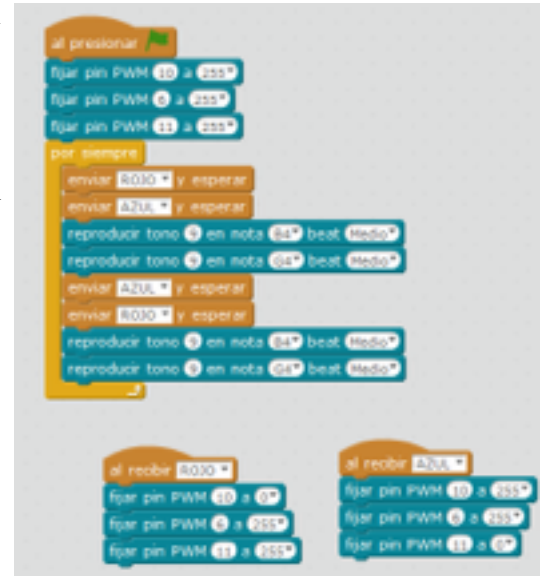 al presionar
fijar pin PWM 10 a 255
fijar pin PWM 6 a 255
fijar pin PWM 11 a 255
por siempre
enviar ROJO y esperar
enviar AZUL y esperar
reproducir tono 9 en nota B4 beat Medio
reproducir tono 9 en nota G4 beat Medio
enviar AZUL y esperar
enviar ROJO y esperar
reproducir tono 9 en nota B4 beat Medio
reproducir tono 9 en nota G4 beat Medio
al recibir ROJO
fijar pin PWM 10 a 0
fijar pin PWM 6 a 255
fijar pin PWM 11 a 255
al recibir AZUL
fijar pin PWM 10 a 255
fijar pin PWM 6 a 255
fijar pin PWM 11 a 0